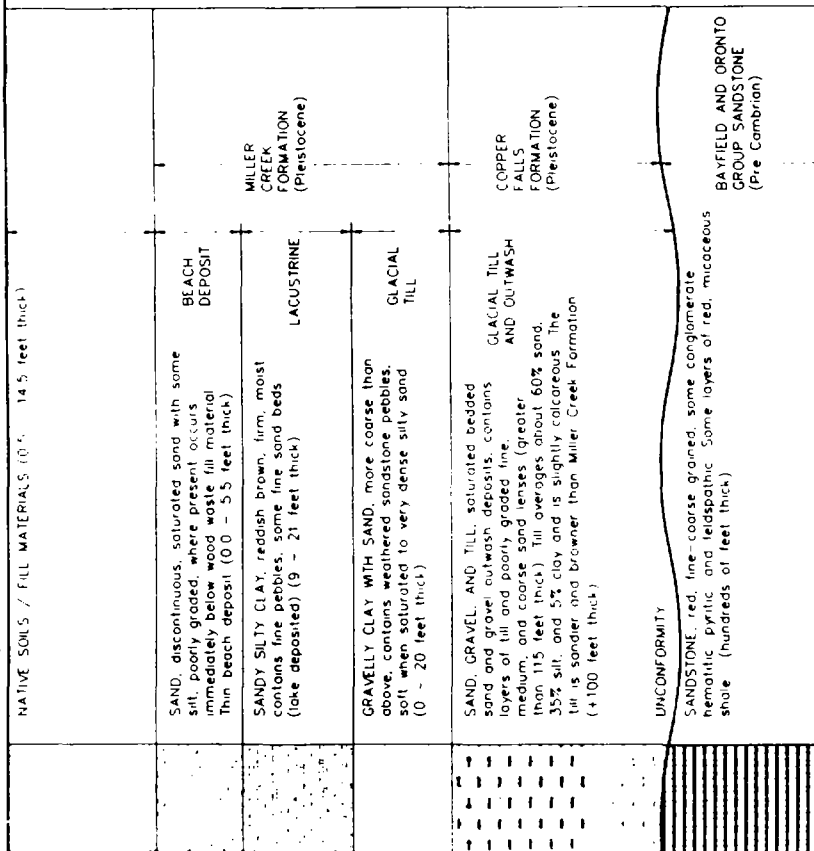 NATIVE SOILS / FILL MATERIALS (0.5 14.5 feet thick)
SAND, discontinuous, saturated sand with some
silt, poorly graded, where present occurs
immediately below wood waste fill material
Thin beach deposit (0.0 - 5.5 feet thick)
BEACH
DEPOSIT
SANDY SILTY CLAY, reddish brown, firm, moist
contains fine pebbles, some fine sand beds
(lake deposited) (9 - 21 feet thick)
LACUSTRINE
MILLER
CREEK
FORMATION
(Pleistocene)
GRAVELLY CLAY WITH SAND, more coarse than
above, contains weathered sandstone pebbles,
soft when saturated to very dense silty sand
(0 - 20 feet thick)
GLACIAL
TILL
SAND, GRAVEL, AND TILL, saturated bedded
sand and gravel outwash deposits, contains
layers of till and poorly graded fine,
medium, and coarse sand lenses (greater
than 115 feet thick) Till averages about 60% sand,
35% silt, and 5% clay and is slightly calcareous The
till is sandier and browner than Miller Creek Formation
(+100 feet thick)
GLACIAL TILL
AND OUTWASH
COPPER
FALLS
FORMATION
(Pleistocene)
UNCONFORMITY
SANDSTONE, red, fine-coarse grained, some conglomerate
hematitic pyritic and feldspathic Some layers of red, micaceous
shale (hundreds of feet thick)
BAYFIELD AND ORONTO
GROUP SANDSTONE
(Pre Cambrian)